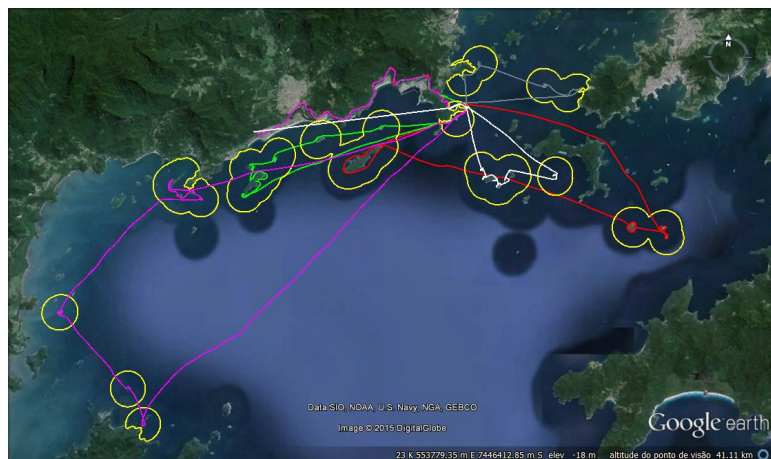 N
Data SIO, NOAA, U.S. Navy, NGA, GEBCO
Image © 2015 DigitalGlobe
Google earth
23 K 553779.35 m E 7446412.85 m S elev -18 m altitude do ponto de visão 41.11 km